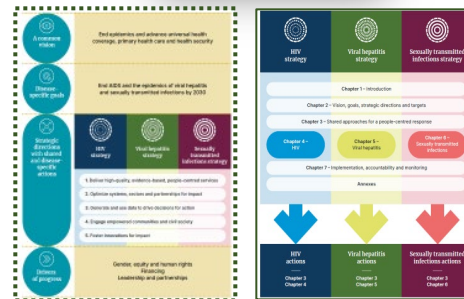 A common
vision
End epidemics and advance universal health
coverage, primary health care and health security
Disease-
specific goals
End AIDS and the epidemics of viral hepatitis
and sexually transmitted infections by 2030
Strategic
directions
with shared
and disease-
specific
actions
HIV
strategy
Viral hepatitis
strategy
Sexually
transmitted
infections strategy
1. Deliver high-quality, evidence-based, people-centred services
2. Optimize systems, sectors and partnerships for impact
3. Generate and use data to drive decisions for action
4. Engage empowered communities and civil society
5. Foster innovations for impact
Drivers
of progress
Gender, equity and human rights
Financing
Leadership and partnerships
HIV
strategy
Viral hepatitis
strategy
Sexually transmitted
infections strategy
Chapter 1 – Introduction
Chapter 2 – Vision, goals, strategic directions and targets
Chapter 3 – Shared approaches for a people-centred response
Chapter 4 –
HIV
Chapter 5 –
Viral hepatitis
Chapter 6 –
Sexually transmitted
infections
Chapter 7 – Implementation, accountability and monitoring
Annexes
HIV
actions
Chapter 3
Chapter 4
Viral hepatitis
actions
Chapter 3
Chapter 5
Sexually transmitted
infections actions
Chapter 3
Chapter 6